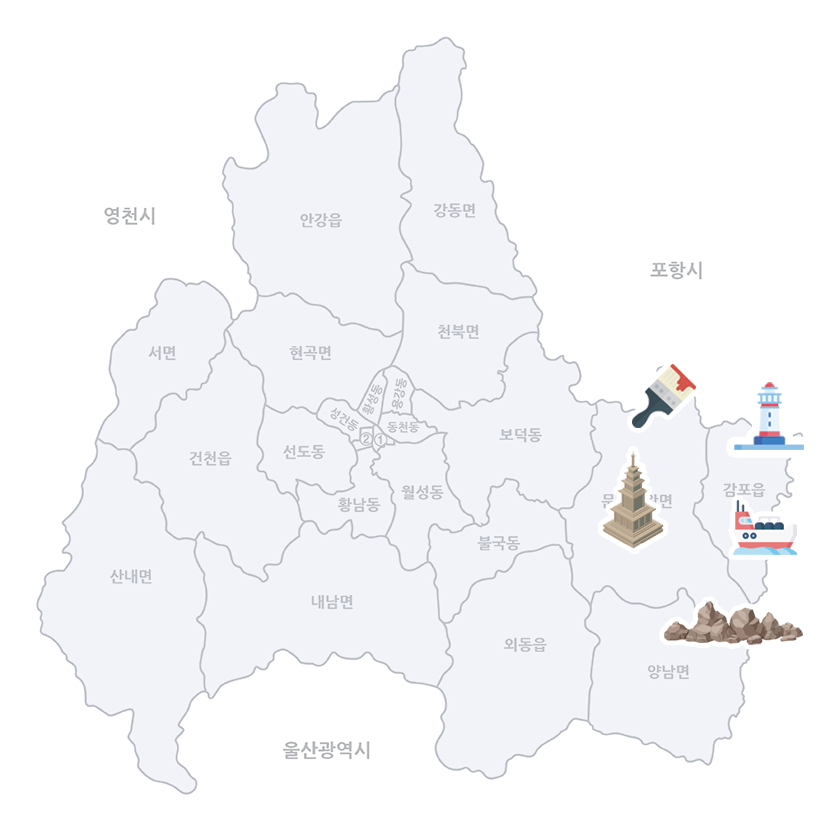 안강읍
강동면
영천시
포항시
천북면
서면
현곡면
황성동
용강동
성건동
동천동
보덕동
②
①
선도동
건천읍
월성동
감포읍
황남동
불국동
산내면
내남면
외동읍
양남면
울산광역시